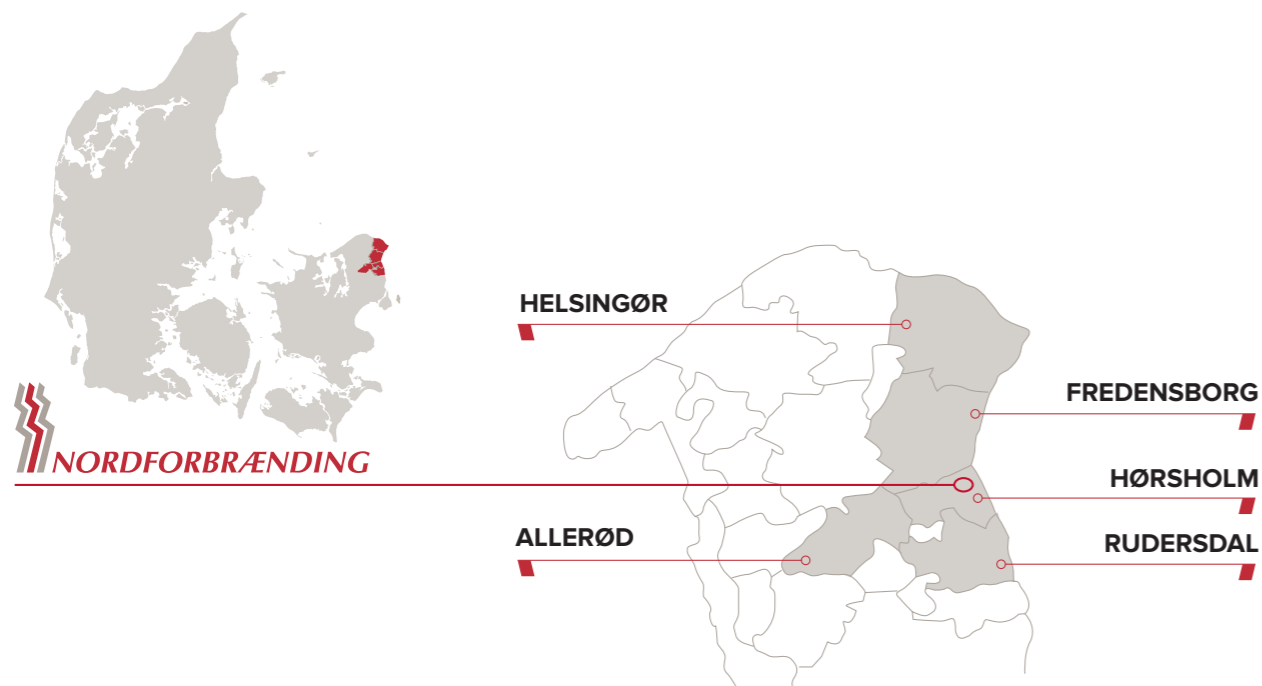 HELSINGØR
FREDENSBORG
NORDFORBRÆNDING
HØRSHOLM
ALLERØD
RUDERSDAL